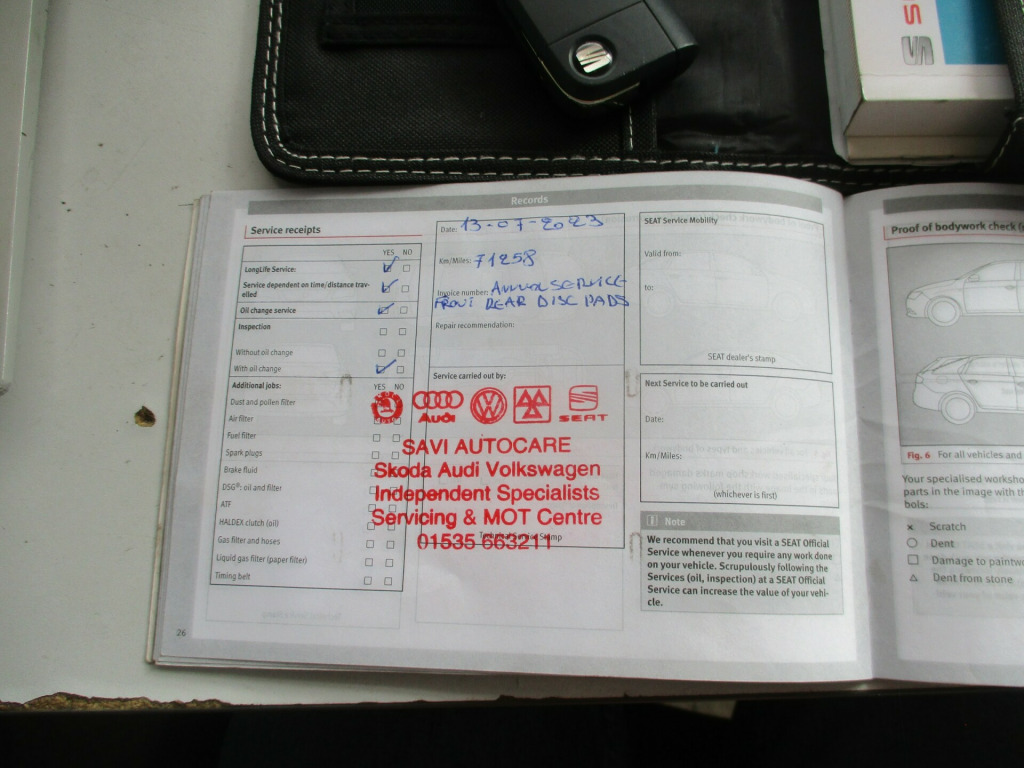 SE
Records
Service receipts
YES NO
LongLife Service:
Service dependent on time/distance trav-
elled
Oil change service
Inspection
Without oil change
With oil change
Additional jobs: YES NO
Dust and pollen filter
Air filter
Fuel filter
Spark plugs
Brake fluid
DSG®: oil and filter
ATF
HALDEX clutch (oil)
Gas filter and hoses
Liquid gas filter (paper filter)
Timing belt
26
Date: 13-07-2023
Km/Miles: 71258
Invoice number: ANNUAL SERVICE
FRONT REAR DISC PADS
Repair recommendation:
Service carried out by:
Audi
SEAT
SAVI AUTOCARE
Skoda Audi Volkswagen
Independent Specialists
Servicing & MOT Centre
01535 663211
SEAT Service Mobility
Valid from:
to:
SEAT dealer's stamp
Next Service to be carried out
Date:
Km/Miles:
(whichever is first)
Note
We recommend that you visit a SEAT Official
Service whenever you require any work done
on your vehicle. Scrupulously following the
Services (oil, inspection) at a SEAT Official
Service can increase the value of your vehi-
cle.
Proof of bodywork check (
Fig. 6 For all vehicles and
Your specialised worksho
parts in the image with th
bols:
x Scratch
○ Dent
□ Damage to paintwo
△ Dent from stone